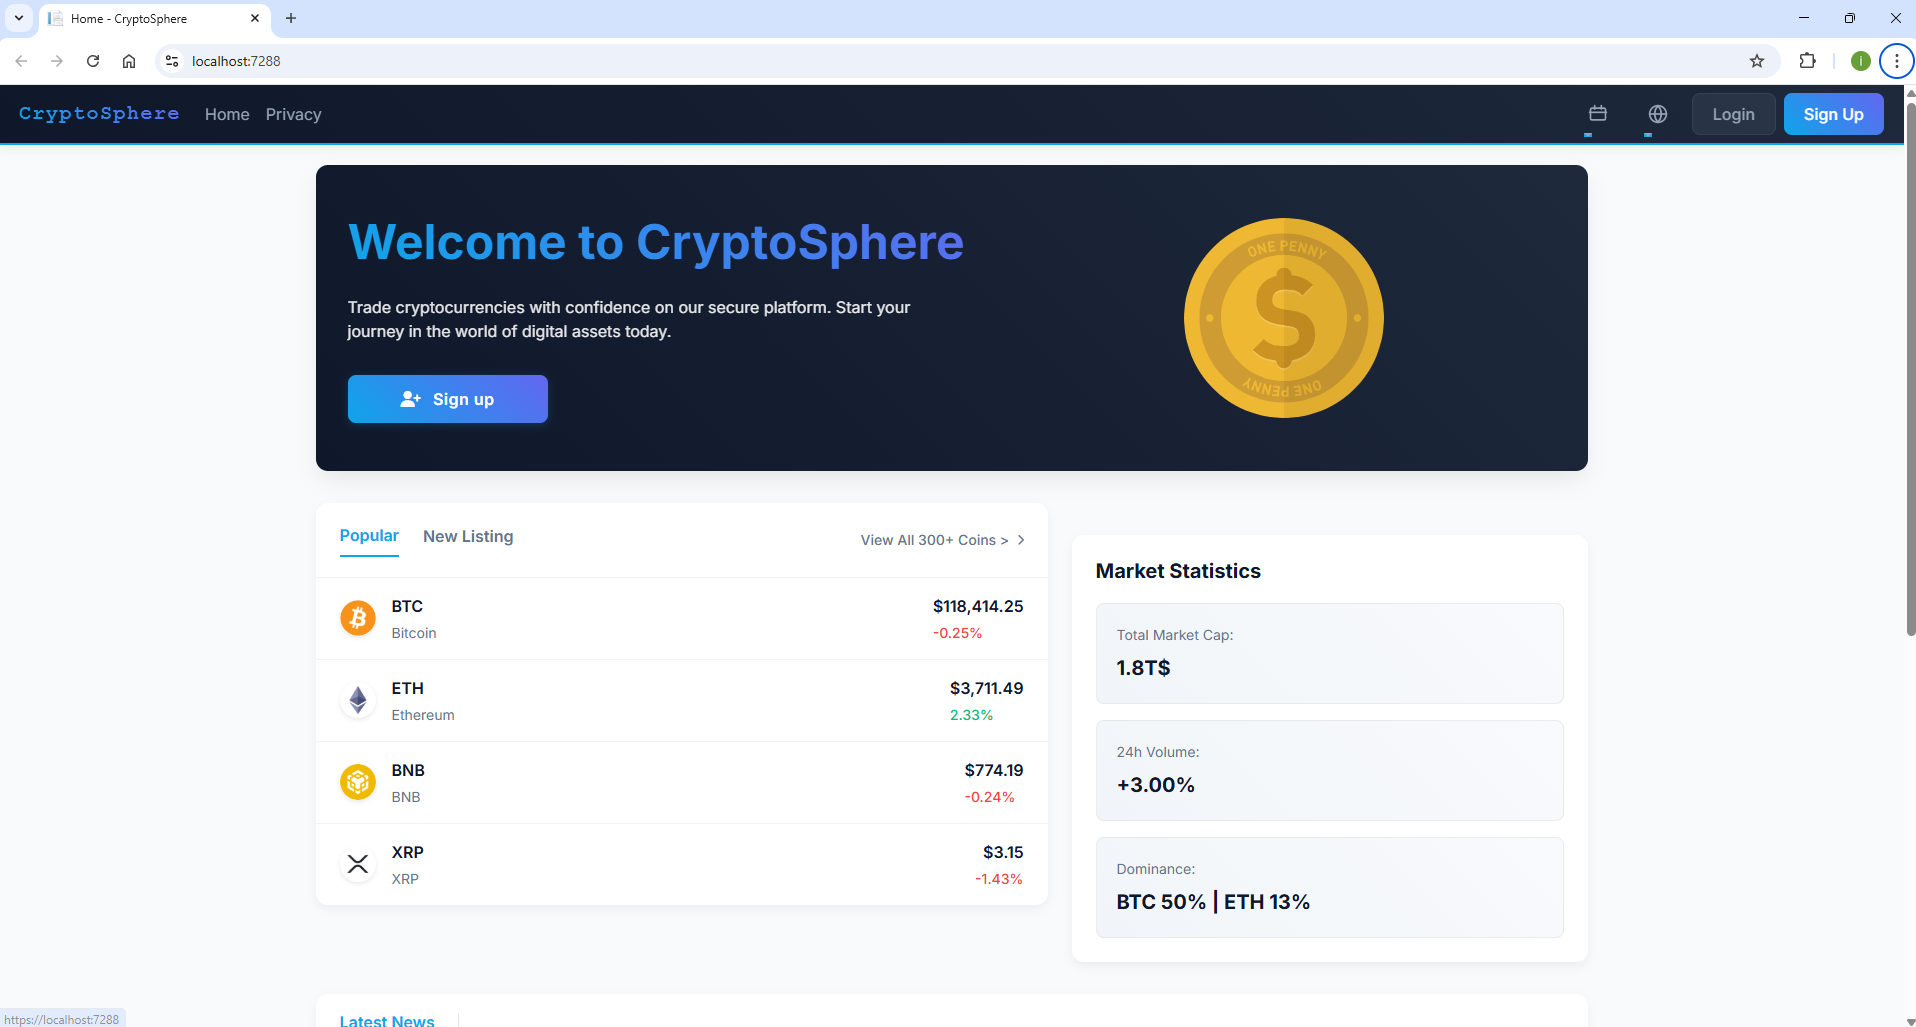 Home - CryptoSphere
localhost:7288
i
CryptoSphere
Home
Privacy
Login
Sign Up
Welcome to CryptoSphere
Trade cryptocurrencies with confidence on our secure platform. Start your
journey in the world of digital assets today.
Sign up
ONE PENNY
$
ONE PENNY
Popular
New Listing
View All 300+ Coins >
BTC
$118,414.25
Bitcoin
-0.25%
ETH
$3,711.49
Ethereum
2.33%
BNB
$774.19
BNB
-0.24%
XRP
$3.15
XRP
-1.43%
Market Statistics
Total Market Cap:
1.8T$
24h Volume:
+3.00%
Dominance:
BTC 50% | ETH 13%
Latest News
https://localhost:7288